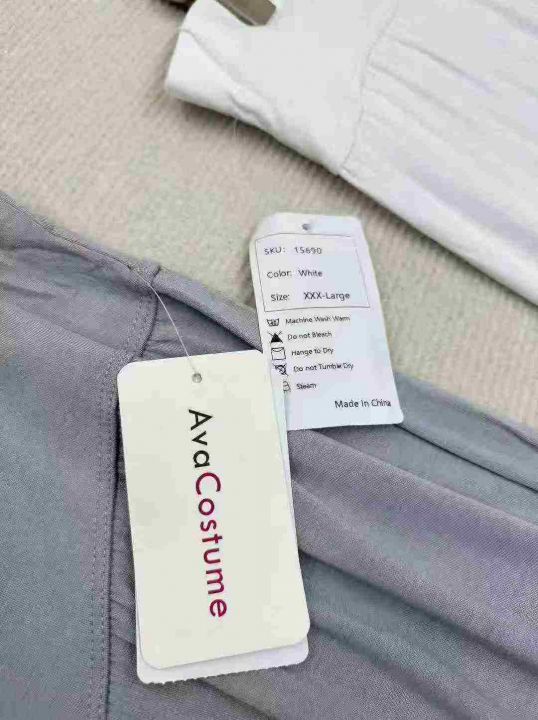 SKU: 15690
Color: White
Size: XXX-Large
Machine Wash Warm
Do not Bleach
Hange to Dry
Do not Tumble Dry
Steam
Made In China
AvaCostume